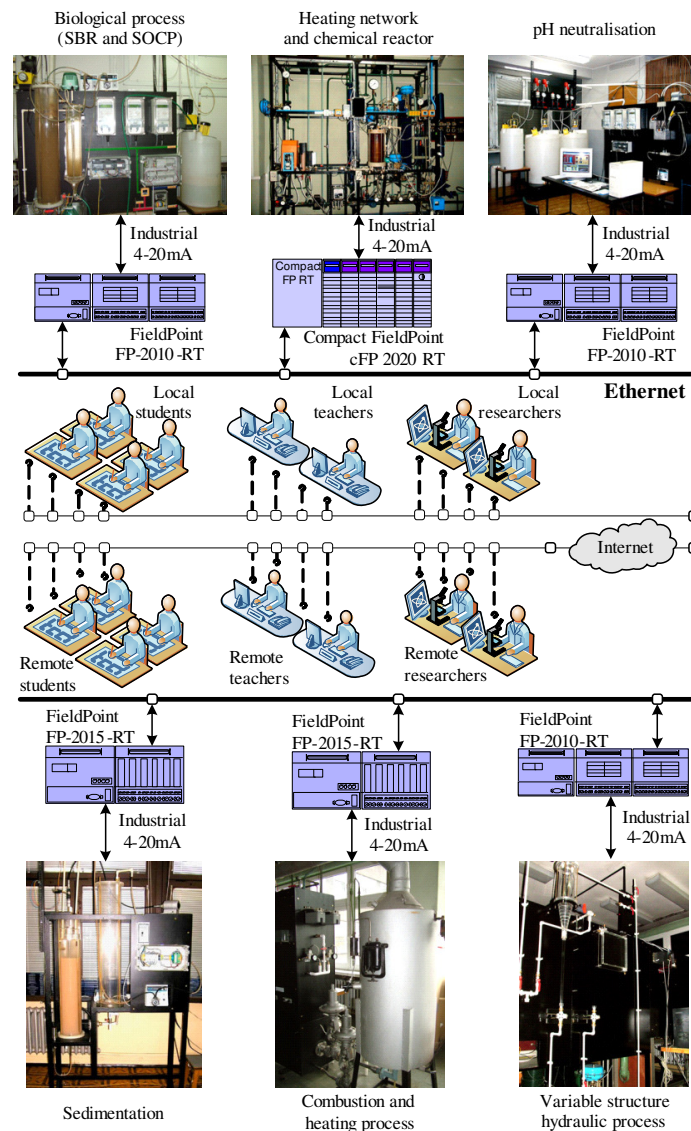 Biological process
(SBR and SOCP)
Heating network
and chemical reactor
pH neutralisation
Industrial
4-20mA
Industrial
4-20mA
Industrial
4-20mA
Compact
FP RT
FieldPoint
FP-2010-RT
Compact FieldPoint
cFP 2020 RT
FieldPoint
FP-2010-RT
Ethernet
Local
students
Local
teachers
Local
researchers
Internet
Remote
students
Remote
teachers
Remote
researchers
FieldPoint
FP-2015-RT
FieldPoint
FP-2015-RT
FieldPoint
FP-2010-RT
Industrial
4-20mA
Industrial
4-20mA
Industrial
4-20mA
Sedimentation
Combustion and
heating process
Variable structure
hydraulic process